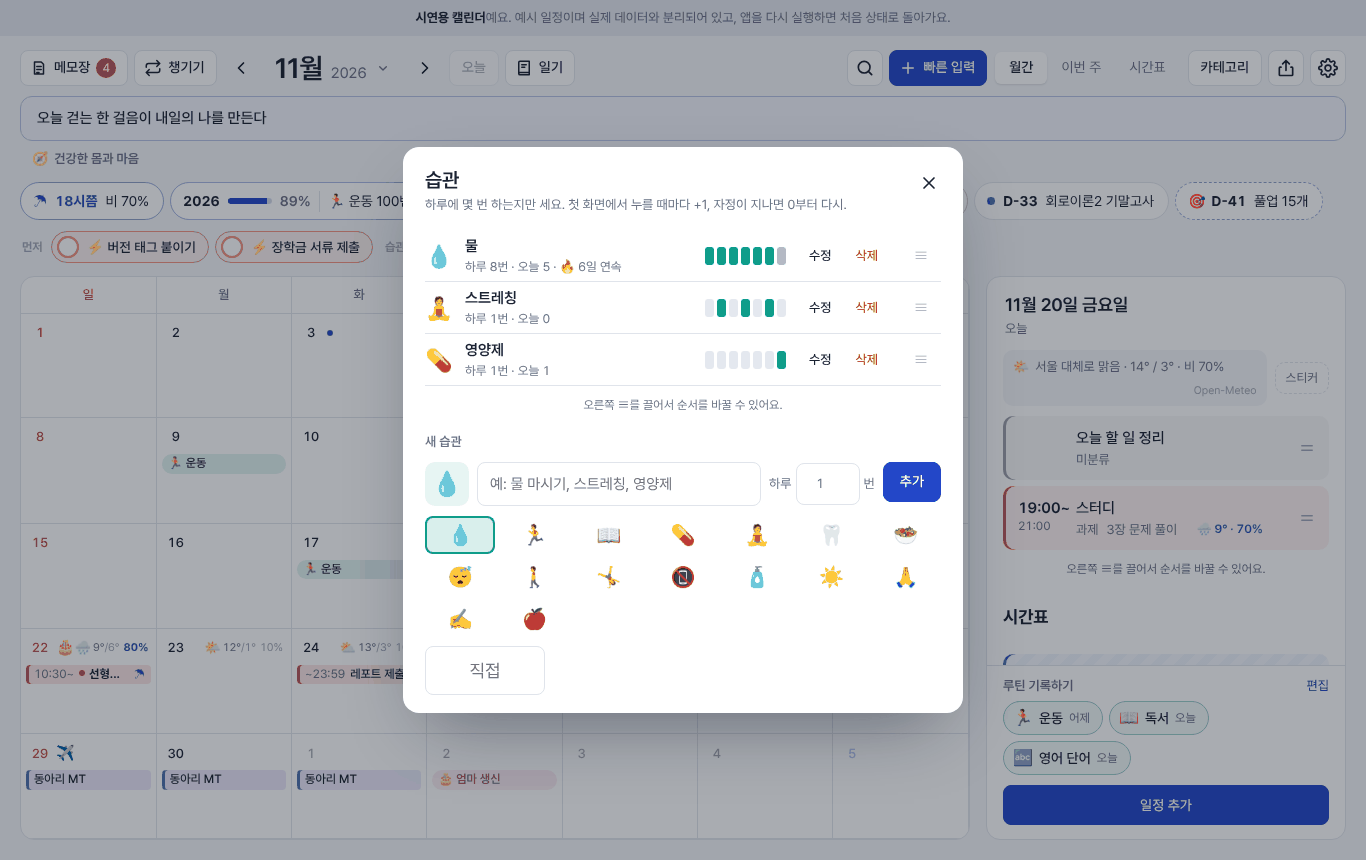 시연용 캘린더예요. 예시 일정이며 실제 데이터와 분리되어 있고, 앱을 다시 실행하면 처음 상태로 돌아가요.
메모장 4 챙기기 11월 2026 오늘 일기 빠른 입력 월간 이번 주 시간표 카테고리
오늘 걷는 한 걸음이 내일의 나를 만든다
건강한 몸과 마음
18시쯤 비 70% 2026 89% 운동 100번 D-33 회로이론2 기말고사 D-41 풀업 15개
먼저 ⚡ 버전 태그 붙이기 ⚡ 장학금 서류 제출 습관
습관
하루에 몇 번 하는지만 세요. 첫 화면에서 누를 때마다 +1, 자정이 지나면 0부터 다시.
물
하루 8번 · 오늘 5 · 🔥 6일 연속
수정 삭제
스트레칭
하루 1번 · 오늘 0
수정 삭제
영양제
하루 1번 · 오늘 1
수정 삭제
오른쪽 ☰를 끌어서 순서를 바꿀 수 있어요.
새 습관
예: 물 마시기, 스트레칭, 영양제 하루 1 번 추가
직접
일 월 화
1 2 3
8 9 10
운동
15 16 17
운동
22 9°/6° 80% 23 12°/1° 10% 24 13°/3°
10:30~ 선형... ~23:59 레포트 제출
29 30 1 2 3 4 5
동아리 MT 동아리 MT 동아리 MT 엄마 생신
11월 20일 금요일
오늘
서울 대체로 맑음 · 14° / 3° · 비 70%
Open-Meteo
스티커
오늘 할 일 정리
미분류
19:00~ 스터디
21:00 과제 3장 문제 풀이 9° · 70%
오른쪽 ☰를 끌어서 순서를 바꿀 수 있어요.
시간표
루틴 기록하기 편집
운동 어제 독서 오늘
영어 단어 오늘
일정 추가